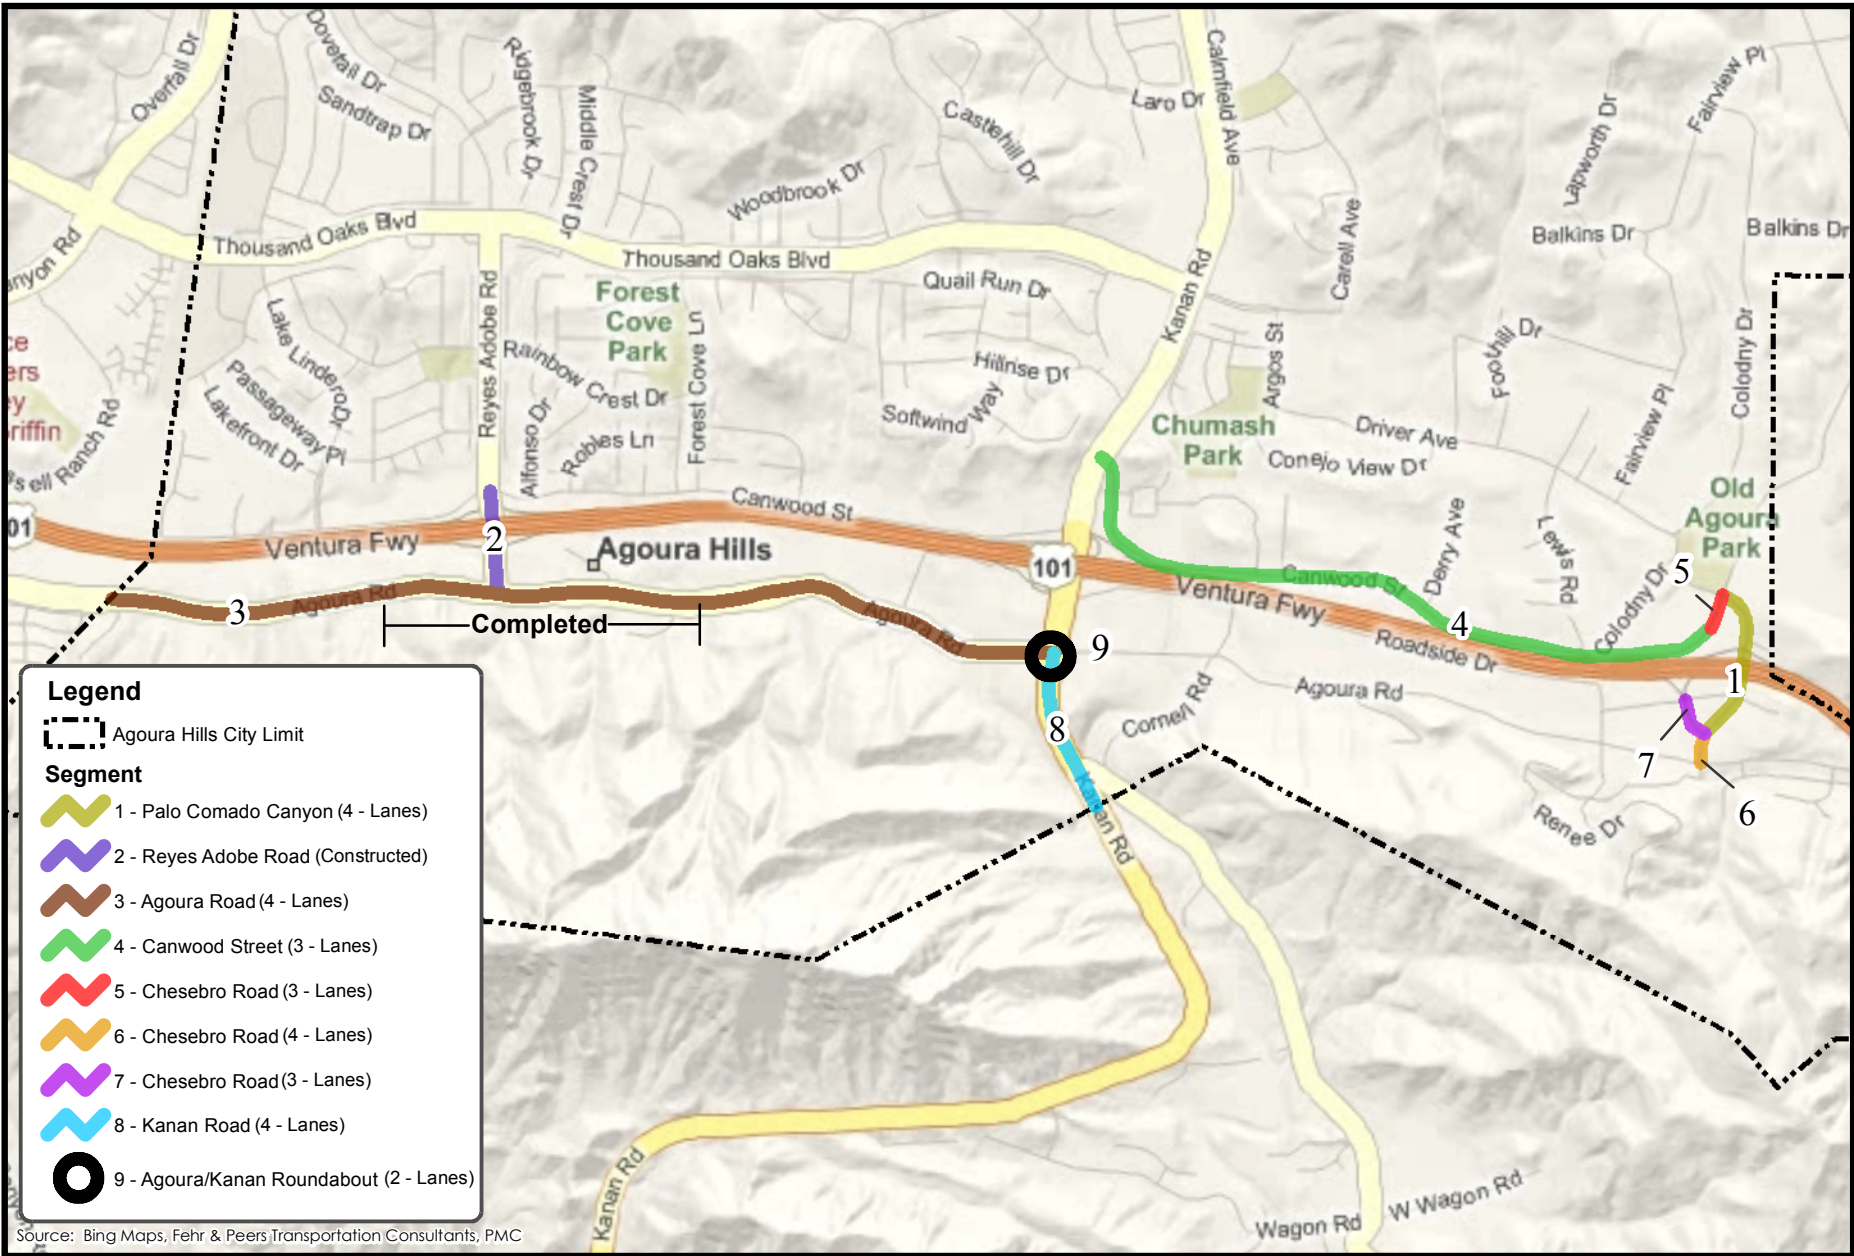 Overfall Dr
Dovetail Dr
Sandtrap Dr
Ridgebrook Dr
Middle Crest Dr
Castlehill Dr
Laro Dr
Calmfield Ave
Fairview Pl
Lapworth Dr
Woodbrook Dr
Carell Ave
Balkins Dr
Balkins Dr
Thousand Oaks Blvd
Thousand Oaks Blvd
anyon Rd
Quail Run Dr
Kanan Rd
Reyes Adobe Rd
Forest
Cove
Park
Forest Cove Ln
Lake Lindero Dr
Passageway Pl
Lakefront Dr
Rainbow Crest Dr
Alfonso Dr
Robles Ln
Hillrise Dr
Softwind Way
Argos St
Foothill Dr
Colodny Dr
Chumash
Park
Driver Ave
Conejo View Dr
Fairview Pl
ce
ers
ey
riffin
sell Ranch Rd
Old
Agoura
Park
Canwood St
01
Ventura Fwy
2
Agoura Hills
101
Canwood St
Derry Ave
Lewis Rd
Colodny Dr
5
Ventura Fwy
4
Roadside Dr
3
Agoura Rd
Completed
Agoura Rd
9
Agoura Rd
Cornell Rd
8
1
7
6
Renee Dr
Kanan Rd
Kanan Rd
Wagon Rd
W Wagon Rd
Legend
Agoura Hills City Limit
Segment
1 - Palo Comado Canyon (4 - Lanes)
2 - Reyes Adobe Road (Constructed)
3 - Agoura Road (4 - Lanes)
4 - Canwood Street (3 - Lanes)
5 - Chesebro Road (3 - Lanes)
6 - Chesebro Road (4 - Lanes)
7 - Chesebro Road (3 - Lanes)
8 - Kanan Road (4 - Lanes)
9 - Agoura/Kanan Roundabout (2 - Lanes)
Source: Bing Maps, Fehr & Peers Transportation Consultants, PMC